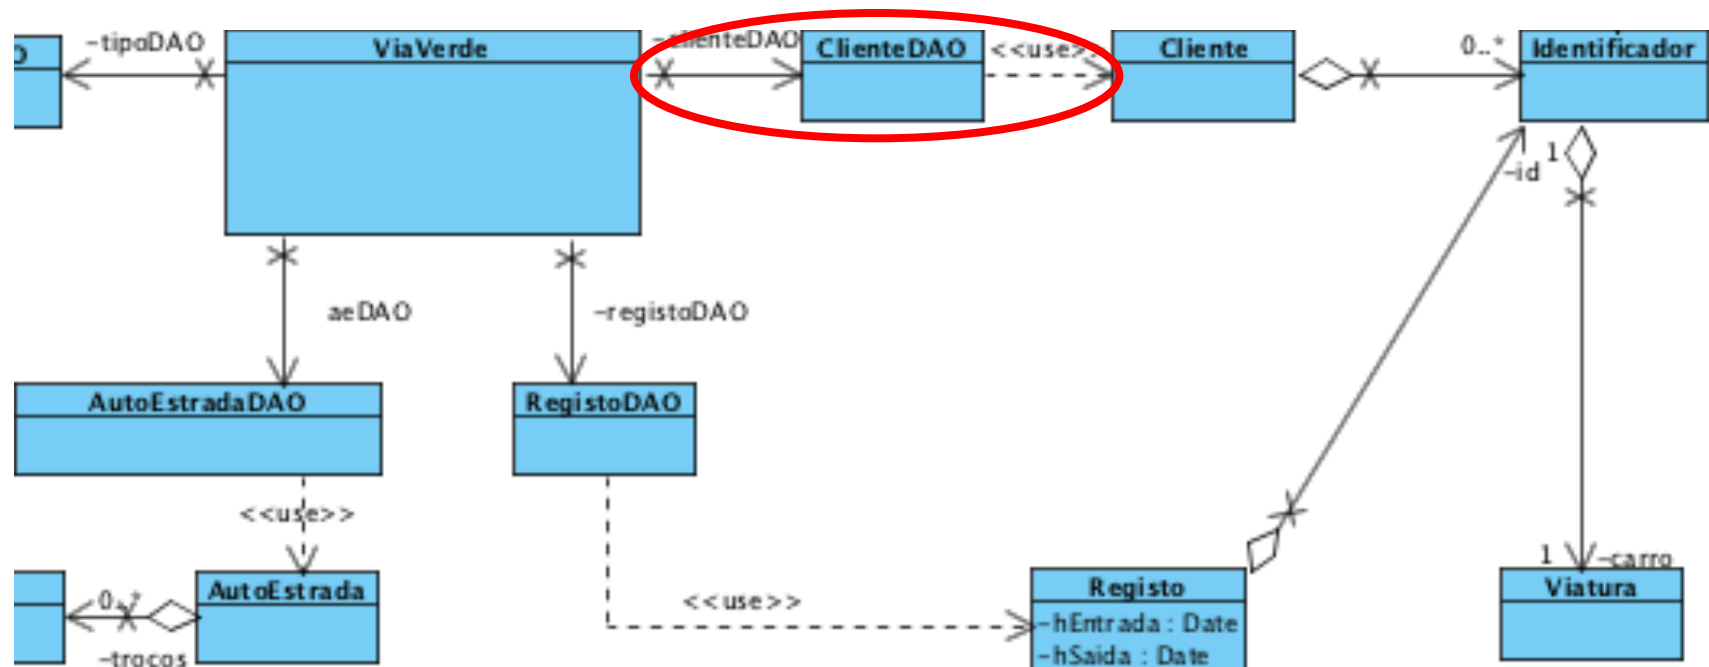 -tipoDAO
ViaVerde
-clienteDAO
ClienteDAO
<<use>>
Cliente
0..*
Identificador
1
-id
aeDAO
-registoDAO
AutoEstradaDAO
RegistoDAO
<<use>>
AutoEstrada
0..*
-trocos
<<use>>
Registo
-hEntrada : Date
-hSaida : Date
1
-carro
Viatura